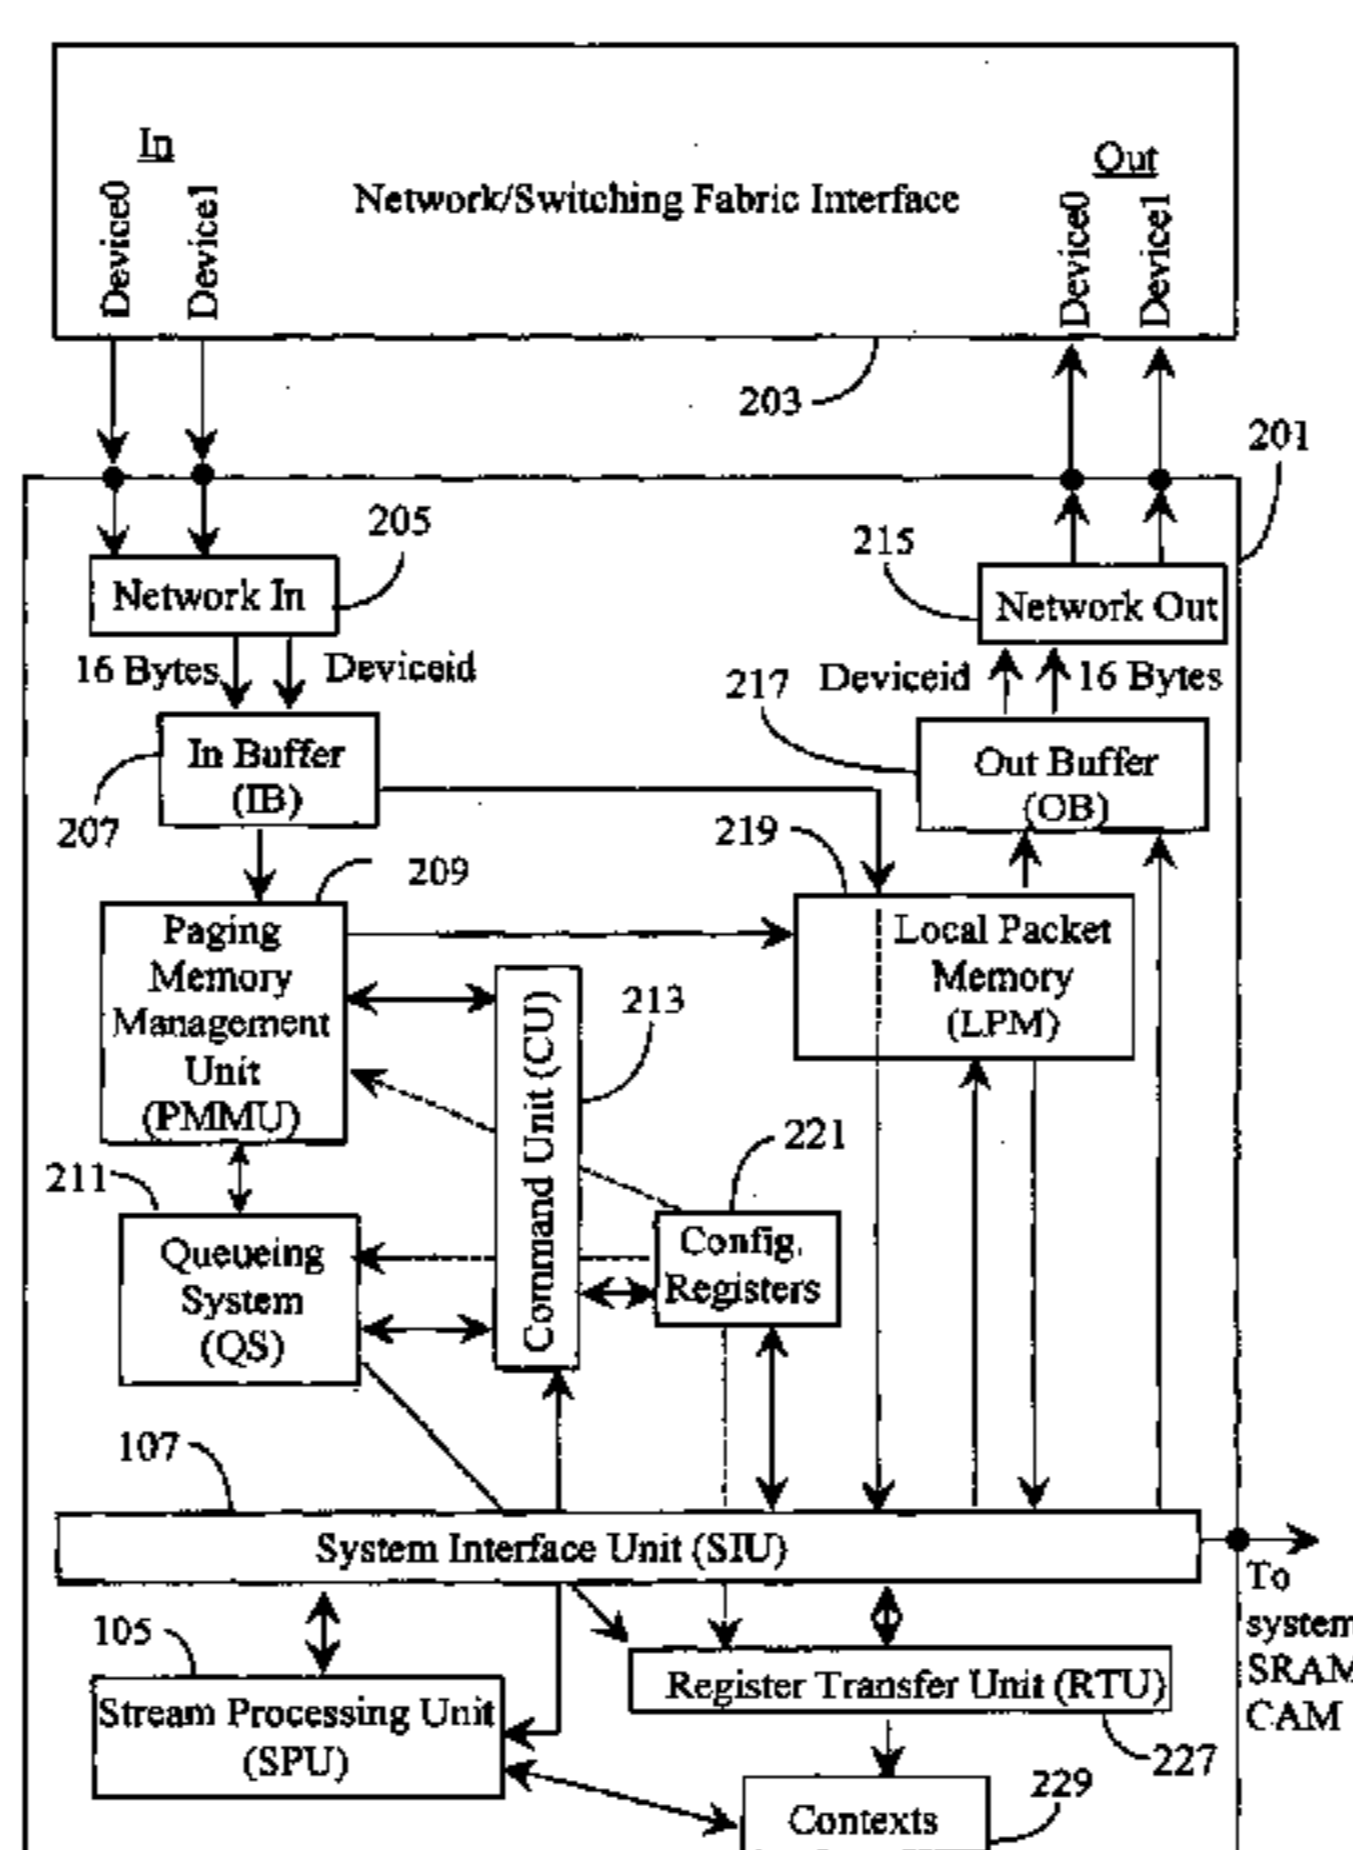 In
Out
Device0
Device1
Network/Switching Fabric Interface
Device0
Device1
203
201
205
215
Network In
Network Out
16 Bytes
Deviceid
217
Deviceid
16 Bytes
In Buffer
(IB)
Out Buffer
(OB)
207
219
209
Paging
Memory
Management
Unit
(PMMU)
Local Packet
Memory
(LPM)
213
Command Unit (CU)
221
211
Queueing
System
(QS)
Config.
Registers
107
System Interface Unit (SIU)
To
system
SRAM
CAM
105
Stream Processing Unit
(SPU)
Register Transfer Unit (RTU)
227
229
Contexts